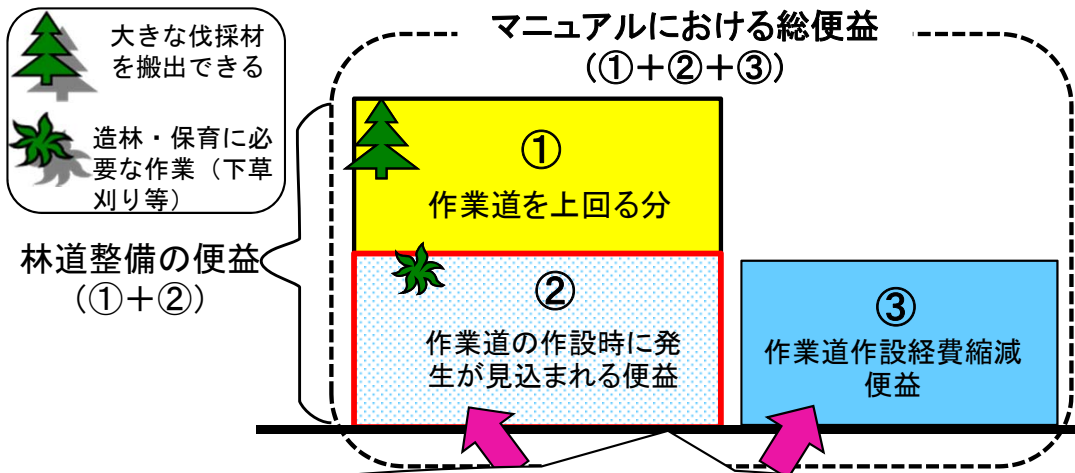 大きな伐採材
を搬出できる
造林・保育に必
要な作業（下草
刈り等）
マニュアルにおける総便益
（①＋②＋③）
①
作業道を上回る分
林道整備の便益
（①＋②）
②
作業道の作設時に発
生が見込まれる便益
③
作業道作設経費縮減
便益